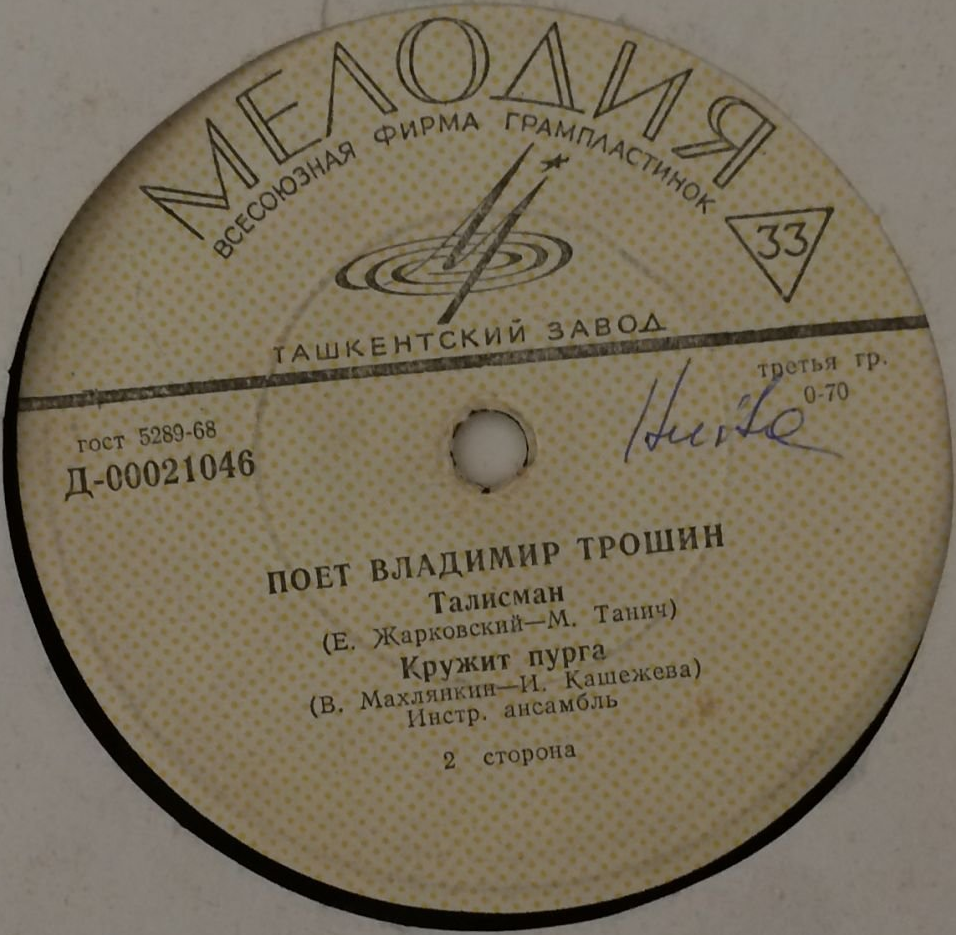 МЕЛОДИЯ
ВСЕСОЮЗНАЯ ФИРМА ГРАМПЛАСТИНОК
33
ТАШКЕНТСКИЙ ЗАВОД
гост 5289-68
Д-00021046
третья гр.
0-70
ПОЕТ ВЛАДИМИР ТРОШИН
Талисман
(Е. Жарковский—М. Танич)
Кружит пурга
(В. Махлянкин—И. Кашежева)
Инстр. ансамбль
2 сторона